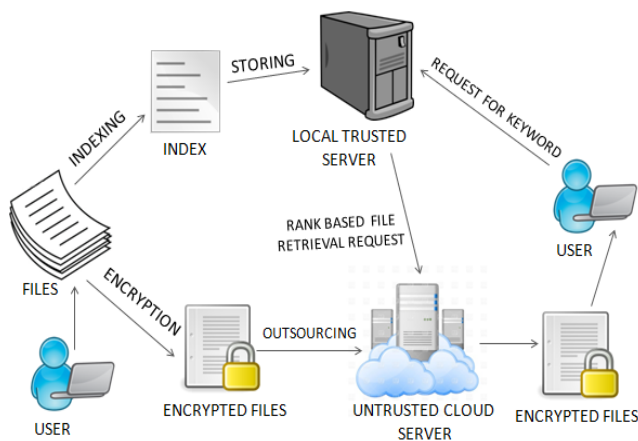 STORING
INDEXING
INDEX
LOCAL TRUSTED
SERVER
REQUEST FOR KEYWORD
USER
RANK BASED FILE
RETRIEVAL REQUEST
FILES
ENCRYPTION
OUTSOURCING
USER
ENCRYPTED FILES
UNTRUSTED CLOUD
SERVER
ENCRYPTED FILES